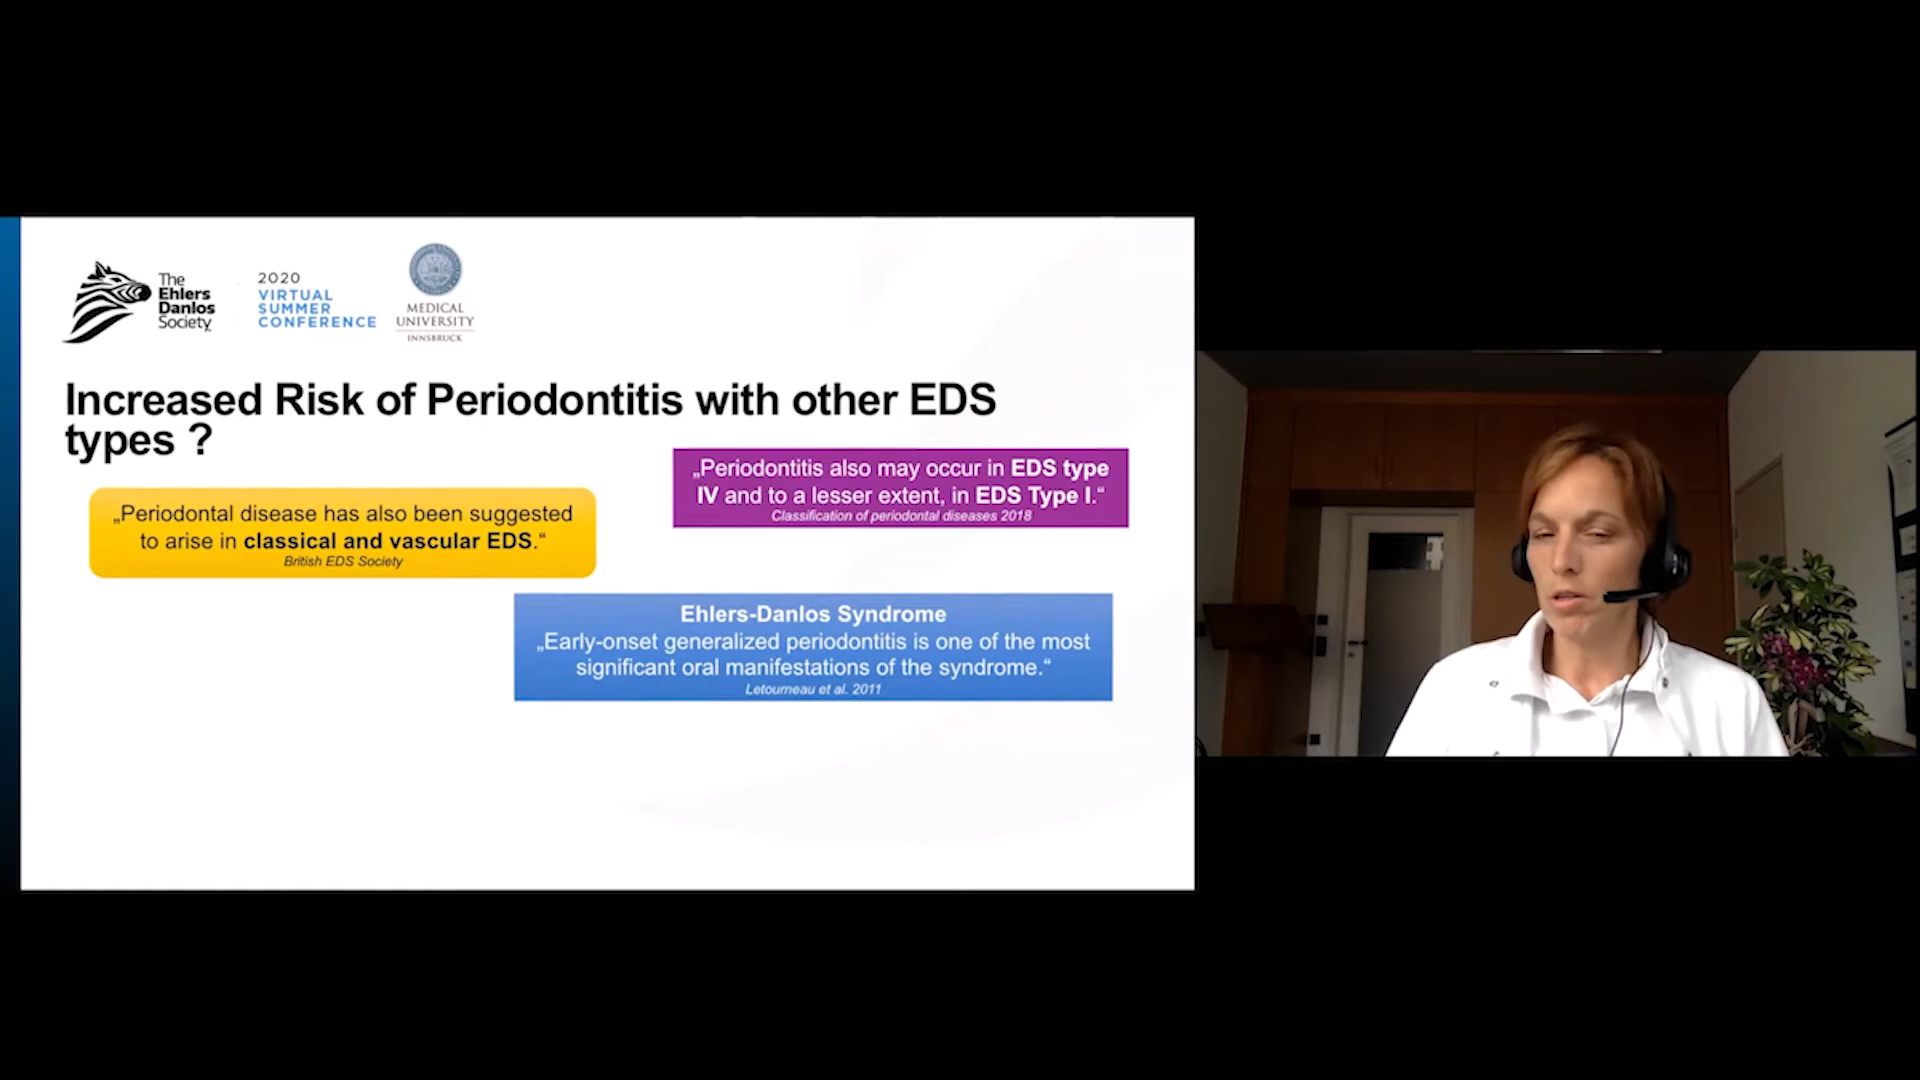 The
Ehlers
Danlos
Society
2020
VIRTUAL
SUMMER
CONFERENCE
MEDICAL
UNIVERSITY
INNSBRUCK
Increased Risk of Periodontitis with other EDS
types ?
„Periodontitis also may occur in EDS type
IV and to a lesser extent, in EDS Type I.“
Classification of periodontal diseases 2018
„Periodontal disease has also been suggested
to arise in classical and vascular EDS.“
British EDS Society
Ehlers-Danlos Syndrome
„Early-onset generalized periodontitis is one of the most
significant oral manifestations of the syndrome.“
Letourneau et al. 2011